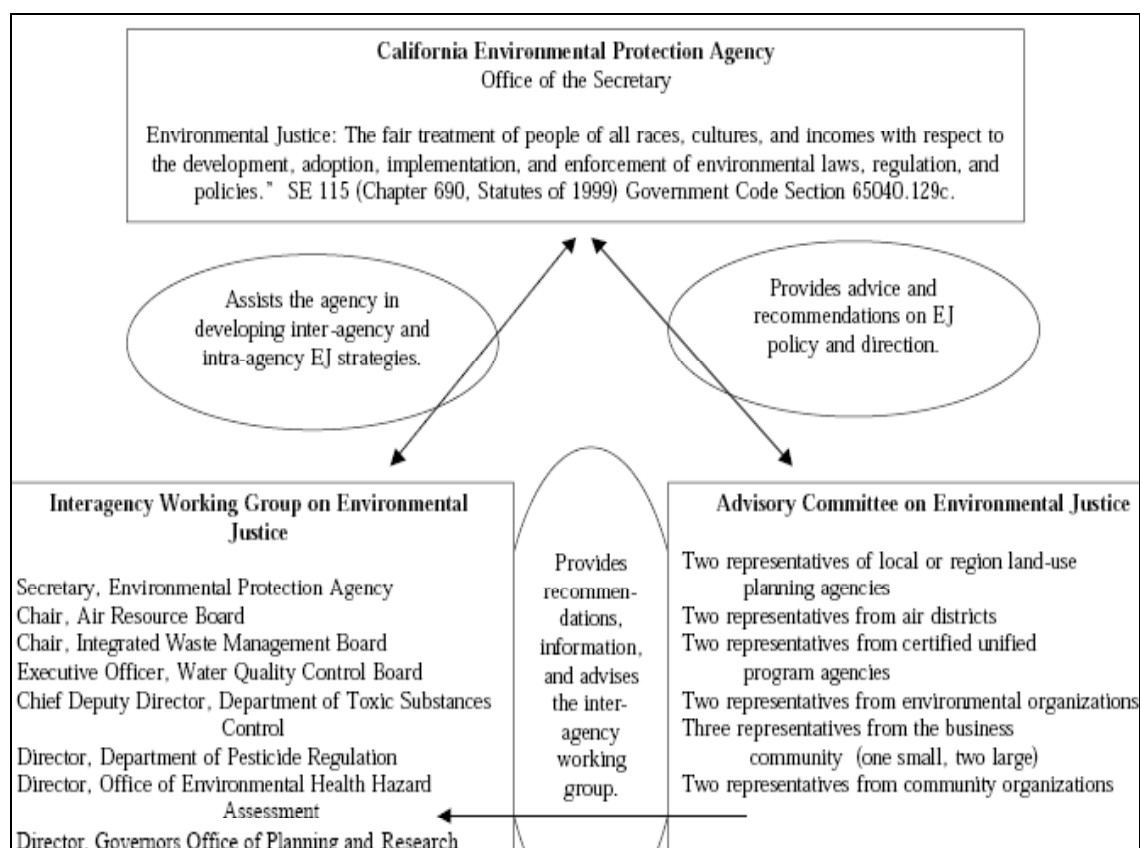 California Environmental Protection Agency
Office of the Secretary
Environmental Justice: The fair treatment of people of all races, cultures, and incomes with respect to
the development, adoption, implementation, and enforcement of environmental laws, regulation, and
policies." SE 115 (Chapter 690, Statutes of 1999) Government Code Section 65040.129c.
Assists the agency in
developing inter-agency and
intra-agency EJ strategies.
Provides advice and
recommendations on EJ
policy and direction.
Interagency Working Group on Environmental
Justice
Secretary, Environmental Protection Agency
Chair, Air Resource Board
Chair, Integrated Waste Management Board
Executive Officer, Water Quality Control Board
Chief Deputy Director, Department of Toxic Substances
Control
Director, Department of Pesticide Regulation
Director, Office of Environmental Health Hazard
Assessment
Director, Governors Office of Planning and Research
Provides
recommen-
dations,
information,
and advises
the inter-
agency
working
group.
Advisory Committee on Environmental Justice
Two representatives of local or region land-use
planning agencies
Two representatives from air districts
Two representatives from certified unified
program agencies
Two representatives from environmental organizations
Three representatives from the business
community (one small, two large)
Two representatives from community organizations